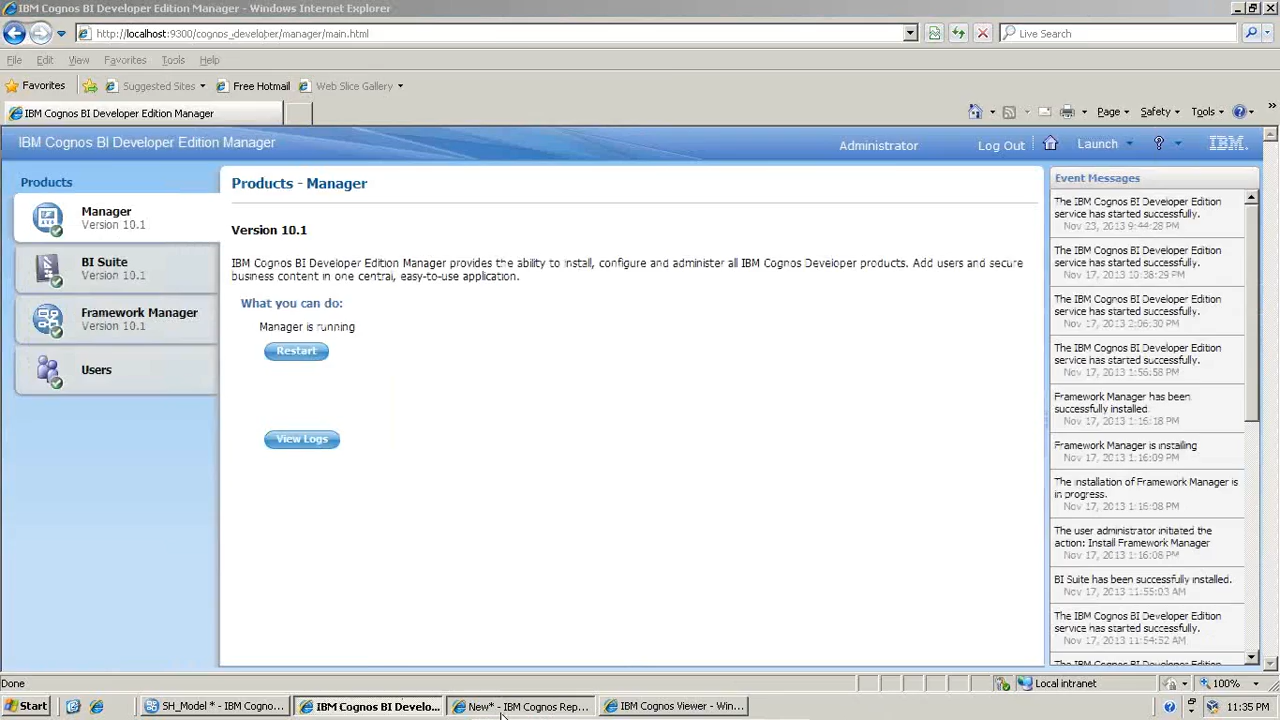 IBM Cognos BI Developer Edition Manager - Windows Internet Explorer
http://localhost:9300/cognos_developer/manager/main.html
Live Search
File Edit View Favorites Tools Help
Favorites Suggested Sites Free Hotmail Web Slice Gallery
IBM Cognos BI Developer Edition Manager
Page Safety Tools
IBM Cognos BI Developer Edition Manager
Administrator Log Out Launch ? IBM.
Products
Manager
Version 10.1
BI Suite
Version 10.1
Framework Manager
Version 10.1
Users
Products - Manager
Version 10.1
IBM Cognos BI Developer Edition Manager provides the ability to install, configure and administer all IBM Cognos Developer products. Add users and secure
business content in one central, easy-to-use application.
What you can do:
Manager is running
Restart
View Logs
Event Messages
The IBM Cognos BI Developer Edition
service has started successfully.
Nov 23, 2013 9:44:28 PM
The IBM Cognos BI Developer Edition
service has started successfully.
Nov 17, 2013 10:38:29 PM
The IBM Cognos BI Developer Edition
service has started successfully.
Nov 17, 2013 2:06:30 PM
The IBM Cognos BI Developer Edition
service has started successfully.
Nov 17, 2013 1:56:58 PM
Framework Manager has been
successfully installed.
Nov 17, 2013 1:16:18 PM
Framework Manager is installing
Nov 17, 2013 1:16:09 PM
The installation of Framework Manager is
in progress.
Nov 17, 2013 1:16:08 PM
The user administrator initiated the
action: Install Framework Manager
Nov 17, 2013 1:16:08 PM
BI Suite has been successfully installed.
Nov 17, 2013 11:55:03 AM
The IBM Cognos BI Developer Edition
service has started successfully.
Nov 17, 2013 11:54:52 AM
The IBM Cognos BI Developer Edition
Done Local intranet 100%
Start SH_Model * - IBM Cogno... IBM Cognos BI Develo... New* - IBM Cognos Rep... IBM Cognos Viewer - Win... 11:35 PM